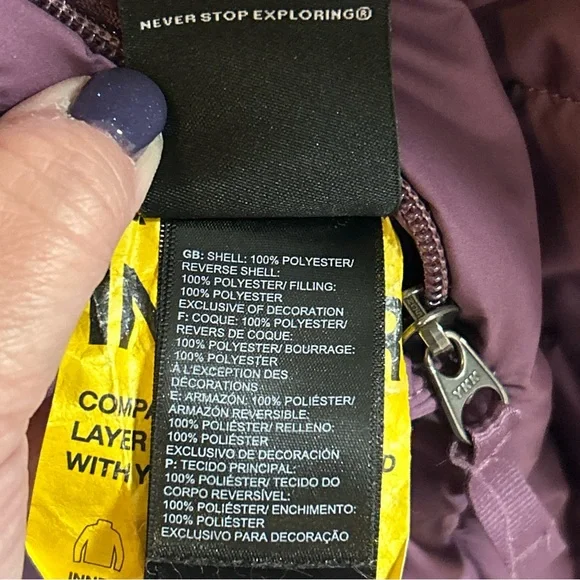 NEVER STOP EXPLORING®
GB: SHELL: 100% POLYESTER/
REVERSE SHELL:
100% POLYESTER/ FILLING:
100% POLYESTER
EXCLUSIVE OF DECORATION
F: COQUE: 100% POLYESTER/
REVERS DE COQUE:
100% POLYESTER/ BOURRAGE:
100% POLYESTER
À L'EXCEPTION DES
DÉCORATIONS
E: ARMAZÓN: 100% POLIÉSTER/
ARMAZÓN REVERSIBLE:
100% POLIÉSTER/ RELLENO:
100% POLIÉSTER
EXCLUSIVO DE DECORACIÓN
P: TECIDO PRINCIPAL:
100% POLIÉSTER/ TECIDO DO
CORPO REVERSÍVEL:
100% POLIÉSTER/ ENCHIMENTO:
100% POLIÉSTER
EXCLUSIVO PARA DECORAÇÃO
LAYER
WITH
YKK